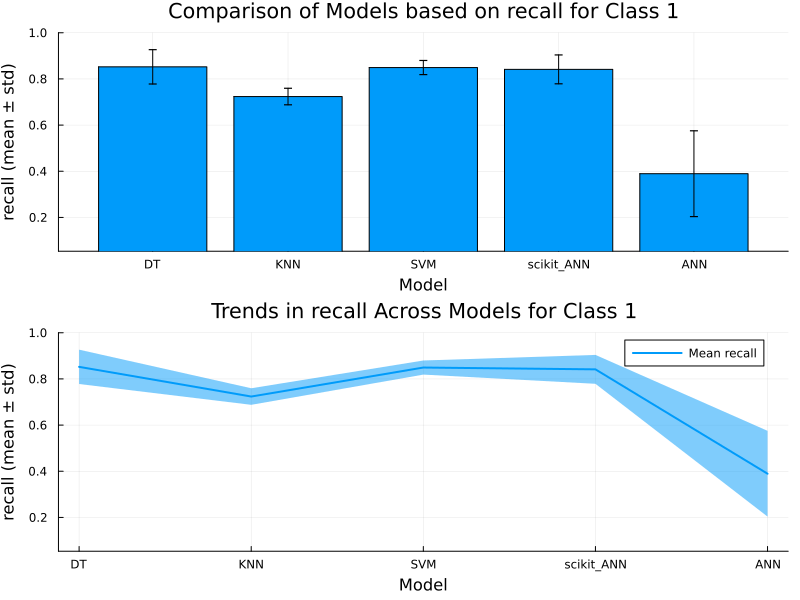 Comparison of Models based on recall for Class 1
recall (mean ± std)
1.0
0.8
0.6
0.4
0.2
DT KNN SVM scikit_ANN ANN
Model
Trends in recall Across Models for Class 1
recall (mean ± std)
1.0
0.8
0.6
0.4
0.2
Mean recall
DT KNN SVM scikit_ANN ANN
Model